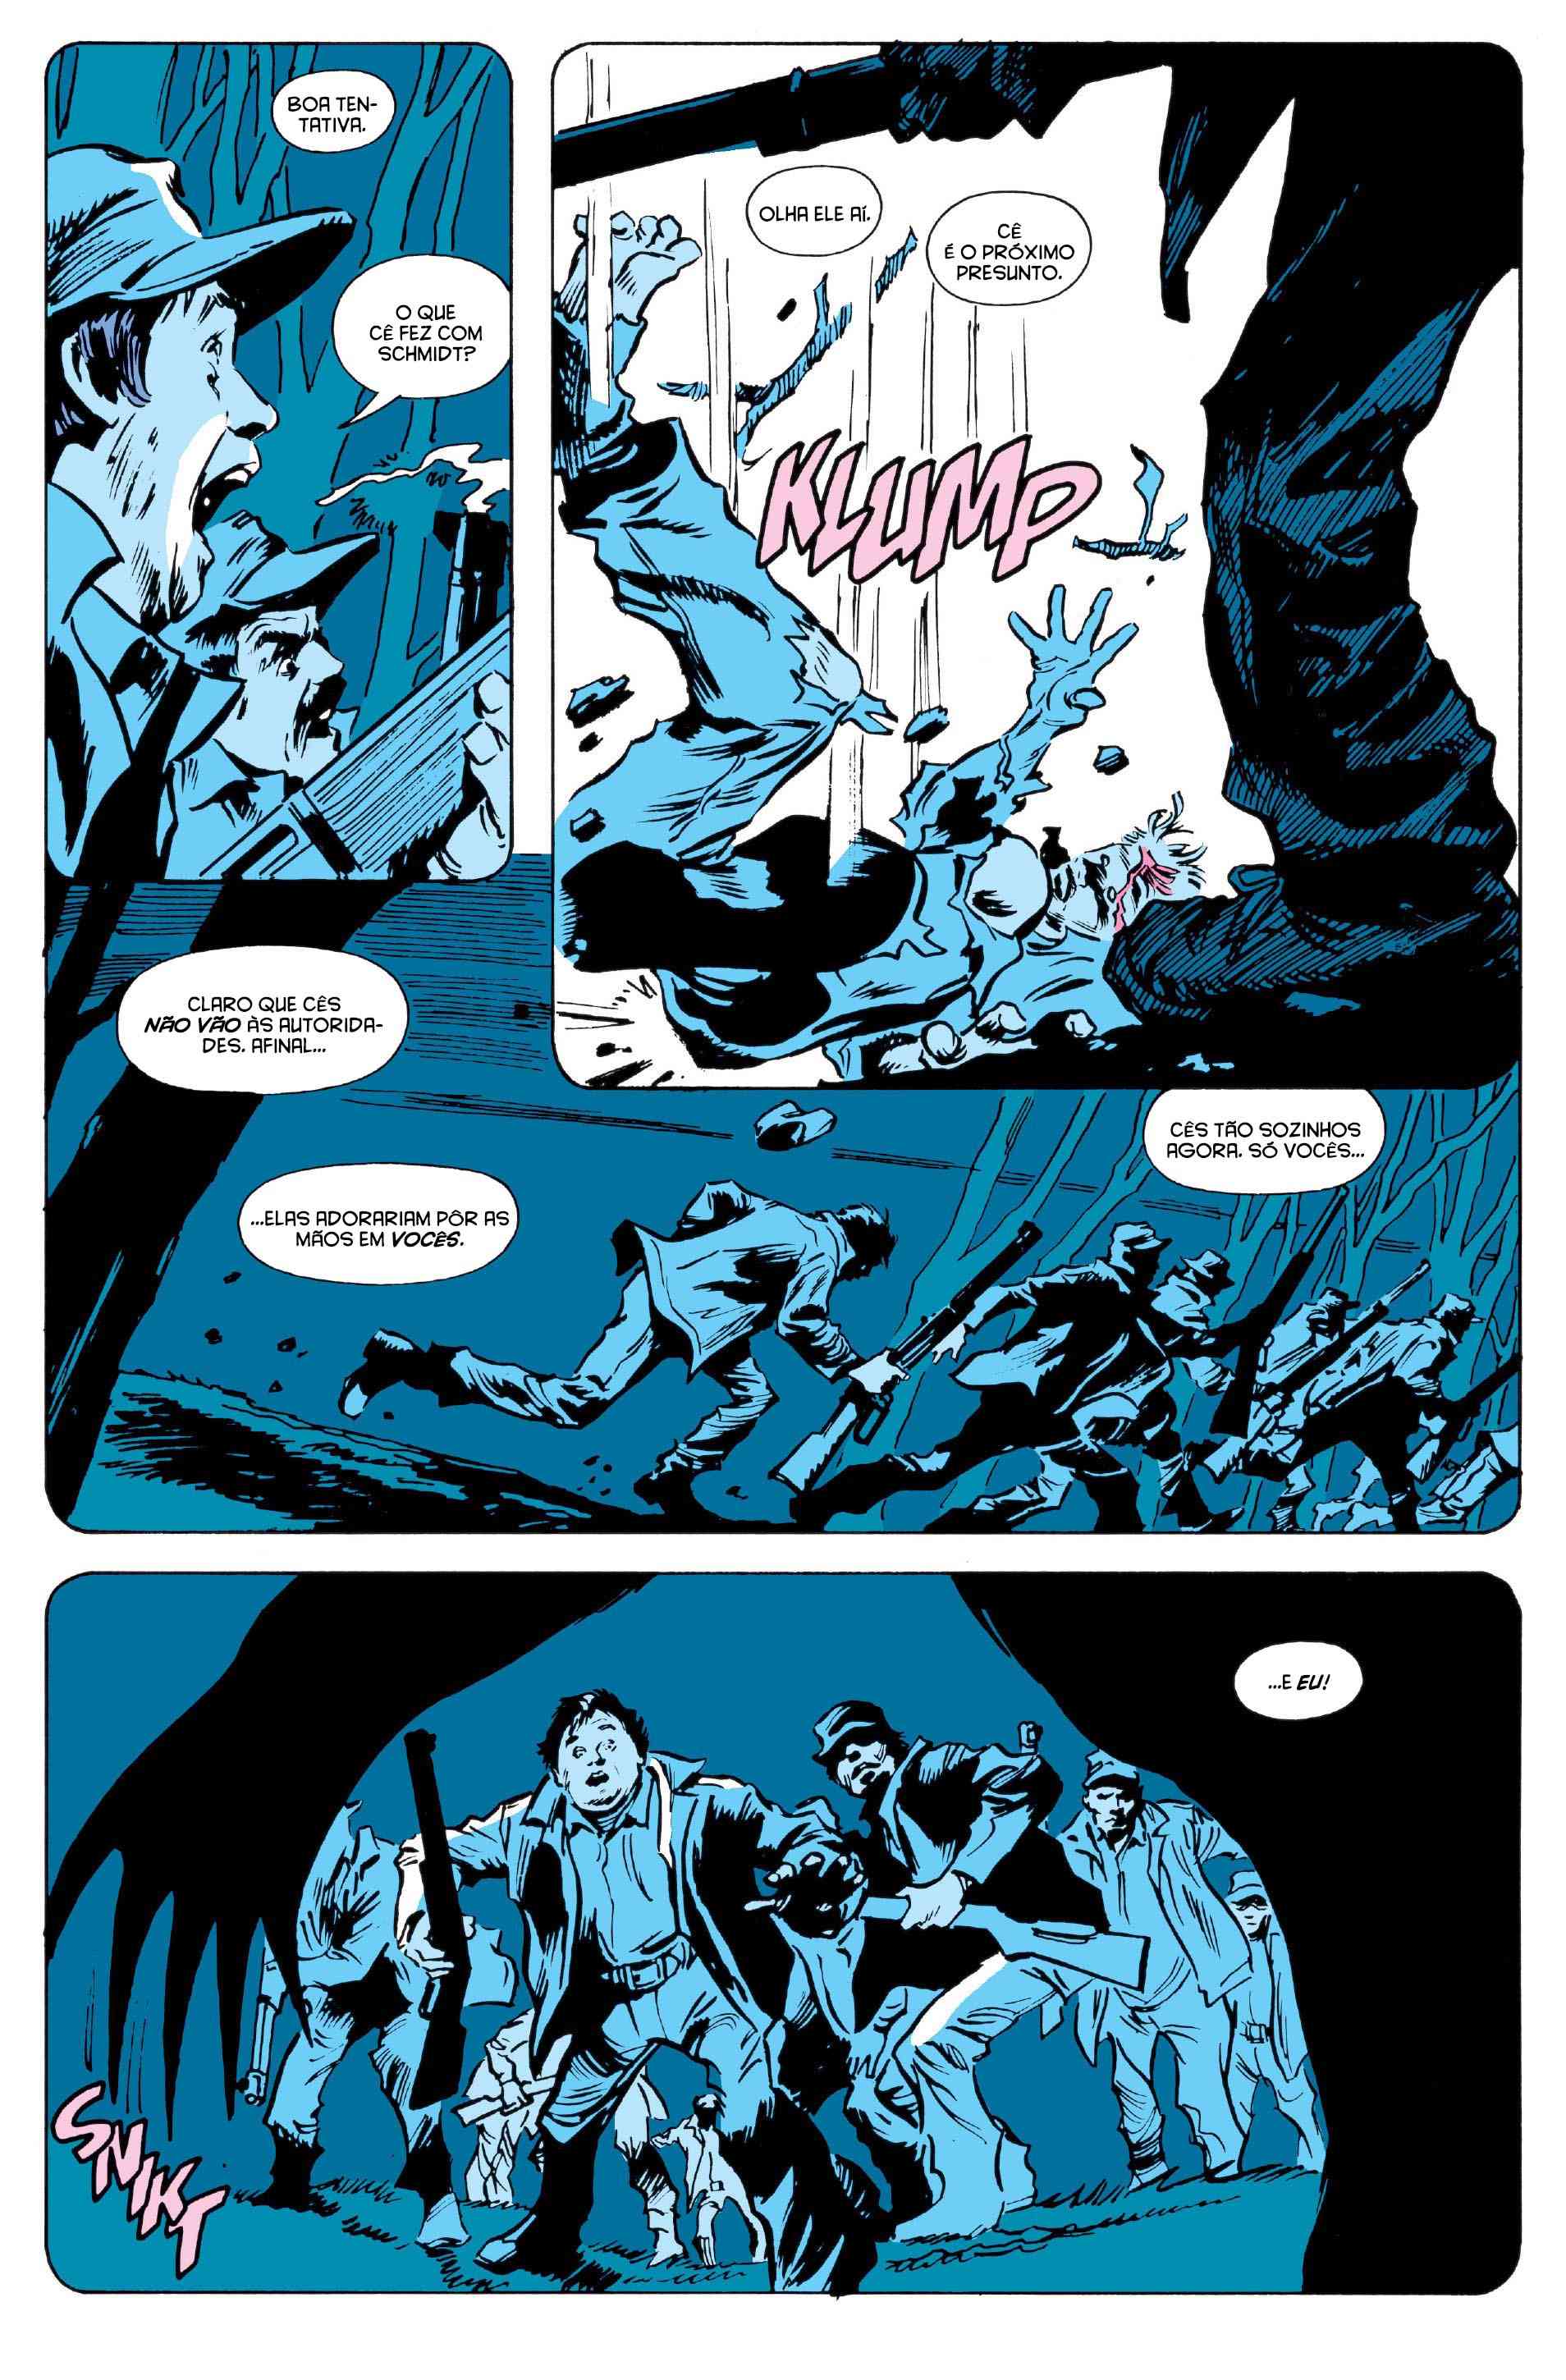 BOA TEN-
TATIVA.
O QUE
CÊ FEZ COM
SCHMIDT?
OLHA ELE AÍ.
CÊ
É O PRÓXIMO
PRESUNTO.
KLUMP
CLARO QUE CÊS
NÃO VÃO ÀS AUTORIDA-
DES. AFINAL...
...ELAS ADORARIAM PÔR AS
MÃOS EM VOCÊS.
CÊS TÃO SOZINHOS
AGORA. SÓ VOCÊS...
...E EU!
SNIKT